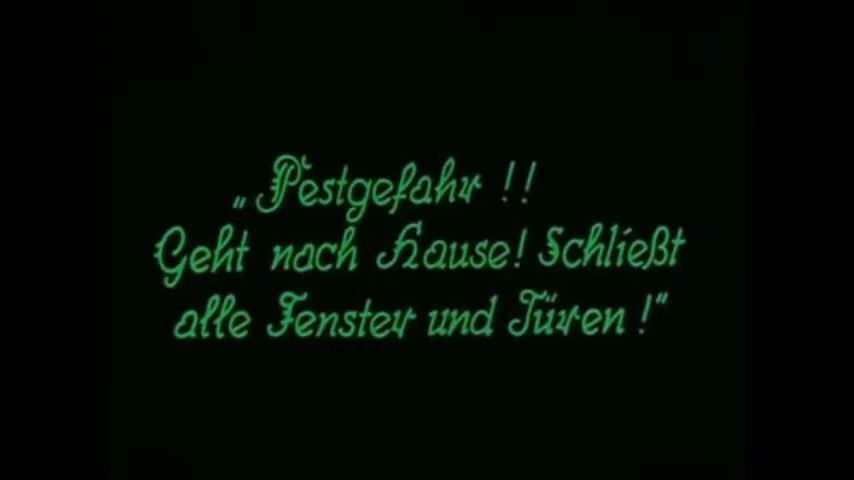 „Pestgefahr !!
Geht nach Hause! Schließt
alle Fenster und Türen !“